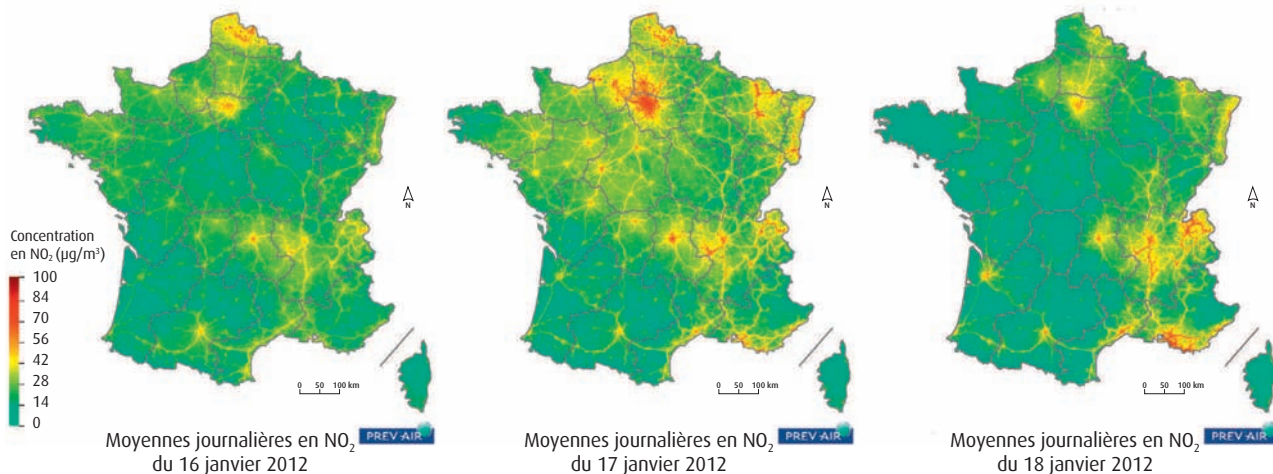 Concentration
en NO₂ (µg/m³)
100
84
70
56
42
28
14
0
N
0 50 100 km
Moyennes journalières en NO₂
du 16 janvier 2012
PREV'AIR
N
0 50 100 km
Moyennes journalières en NO₂
du 17 janvier 2012
PREV'AIR
N
0 50 100 km
Moyennes journalières en NO₂
du 18 janvier 2012
PREV'AIR